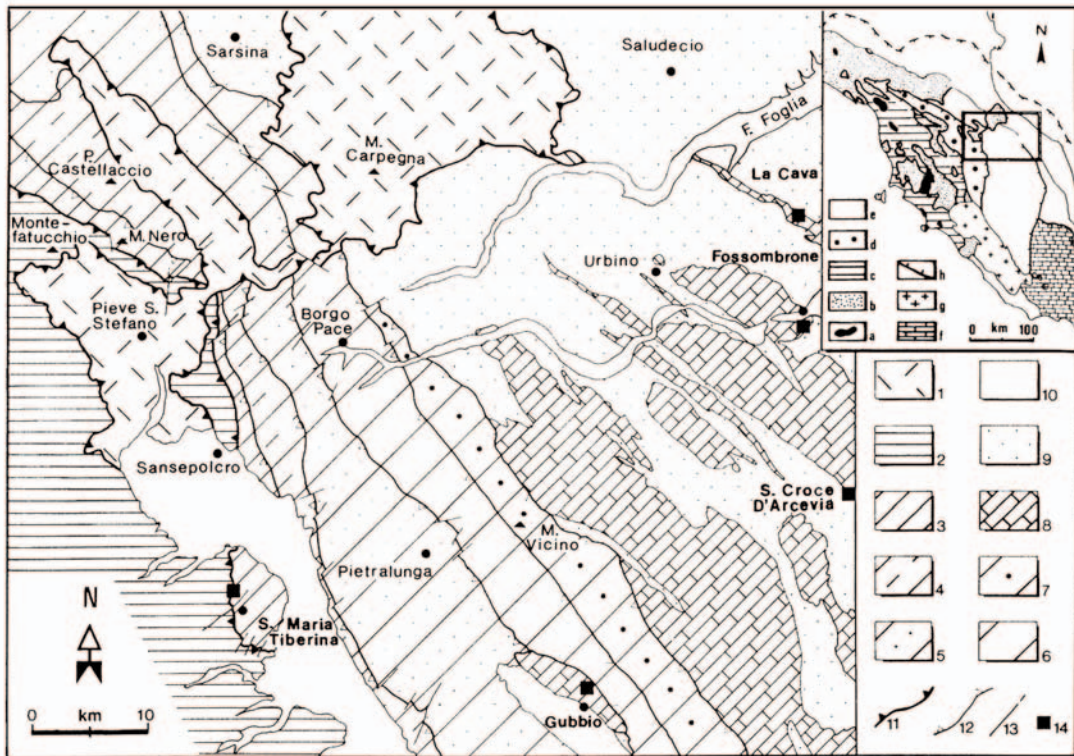 Sarsina
Saludecio
N
F. Foglia
M.
Carpegna
P.
Castellaccio
La Cava
Monte-
fatucchio
M. Nero
Urbino
Fossombrone
Pieve S.
Stefano
Borgo
Pace
e
d
c
h
b
g
a
f
0 km 100
1
10
2
9
Sansepolcro
S. Croce
D'Arcevia
3
8
M.
Vicino
4
7
Pietralunga
N
S. Maria
Tiberina
5
6
0 km 10
Gubbio
11
12
13
14